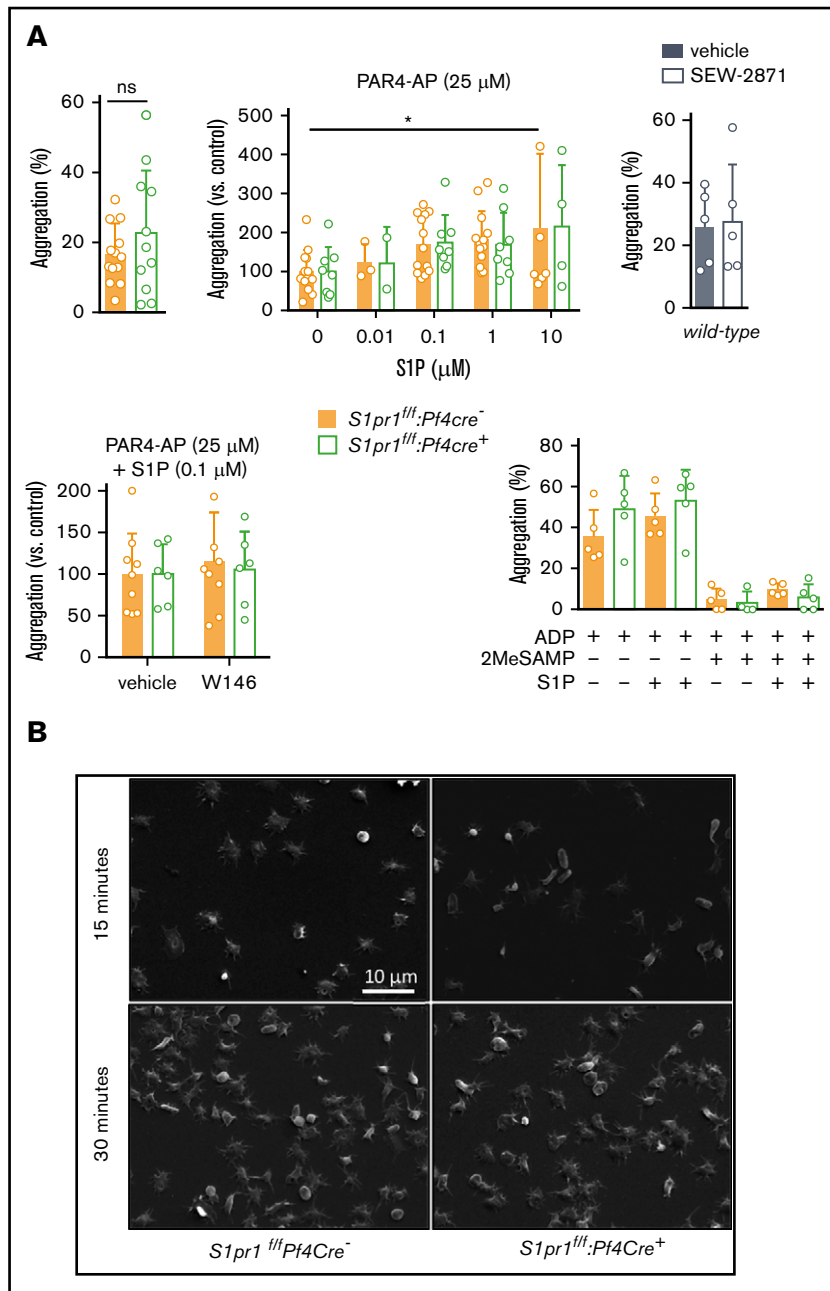 A
vehicle
SEW-2871
ns
Aggregation (%)
60
40
20
0
PAR4-AP (25 μM)
Aggregation (vs. control)
500
400
300
200
100
0
*
0 0.01 0.1 1 10
S1P (μM)
Aggregation (%)
60
40
20
0
wild-type
S1pr1f/f:Pf4cre-
S1pr1f/f:Pf4cre+
PAR4-AP (25 μM)
+ S1P (0.1 μM)
Aggregation (vs. control)
200
150
100
50
0
vehicle W146
Aggregation (%)
80
60
40
20
0
ADP + + + + + + + +
2MeSAMP – – – – + + + +
S1P – – + + – – + +
B
15 minutes
10 μm
30 minutes
S1pr1 f/fPf4Cre-
S1pr1f/f:Pf4Cre+